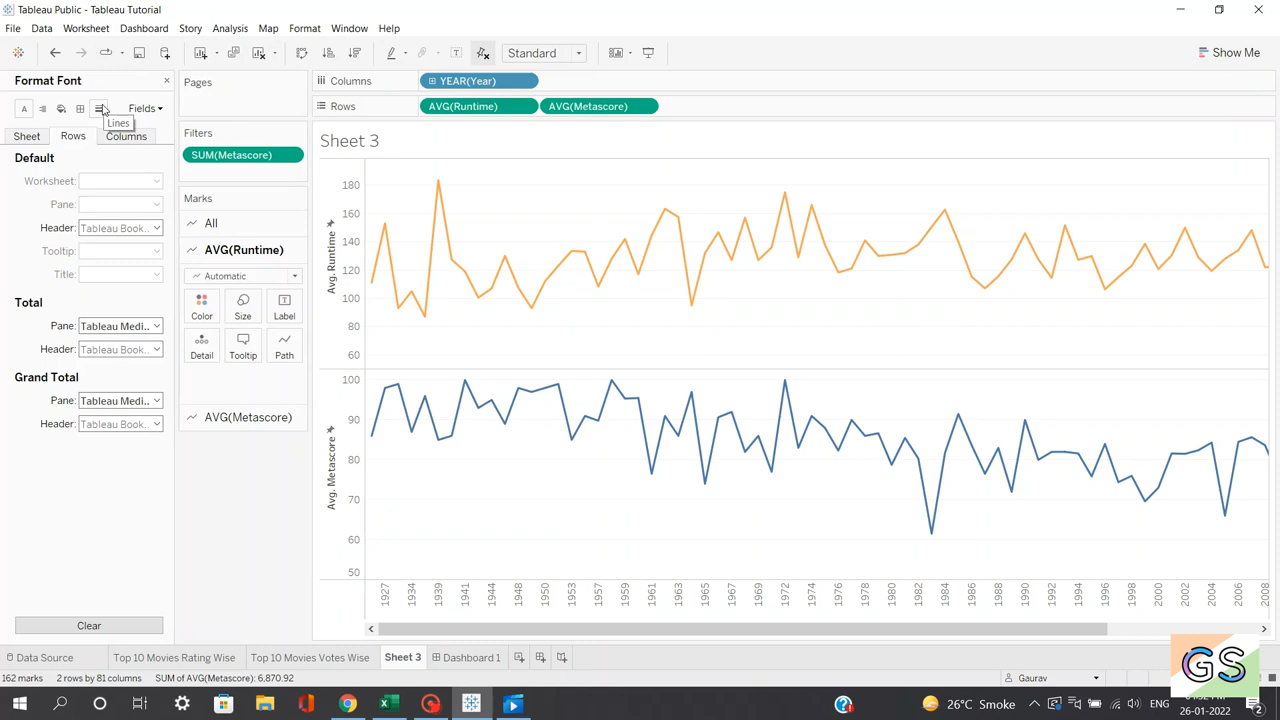 Tableau Public - Tableau Tutorial
File Data Worksheet Dashboard Story Analysis Map Format Window Help
Standard
Show Me
Format Font
Fields
Lines
Sheet Rows Columns
Default
Worksheet:
Pane:
Header: Tableau Book..
Tooltip:
Title:
Total
Pane: Tableau Medi..
Header: Tableau Book..
Grand Total
Pane: Tableau Medi..
Header: Tableau Book..
Clear
Pages
Filters
SUM(Metascore)
Marks
All
AVG(Runtime)
Automatic
Color Size Label
Detail Tooltip Path
AVG(Metascore)
Columns YEAR(Year)
Rows AVG(Runtime) AVG(Metascore)
Sheet 3
Avg. Runtime
180
160
140
120
100
80
60
Avg. Metascore
100
90
80
70
60
50
1927 1934 1939 1941 1944 1948 1950 1953 1957 1959 1961 1963 1965 1967 1969 1972 1974 1976 1978 1980 1982 1984 1986 1988 1990 1992 1994 1996 1998 2000 2002 2004 2006 2008
Data Source Top 10 Movies Rating Wise Top 10 Movies Votes Wise Sheet 3 Dashboard 1
162 marks 2 rows by 81 columns SUM of AVG(Metascore): 6,870.92
Gaurav
GS
26°C Smoke
ENG
26-01-2022
2